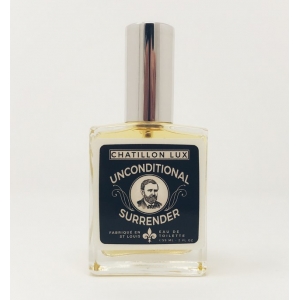 CHATILLON LUX
UNCONDITIONAL
SURRENDER
FABRIQUE EN
ST LOUIS
EAU DE
TOILETTE